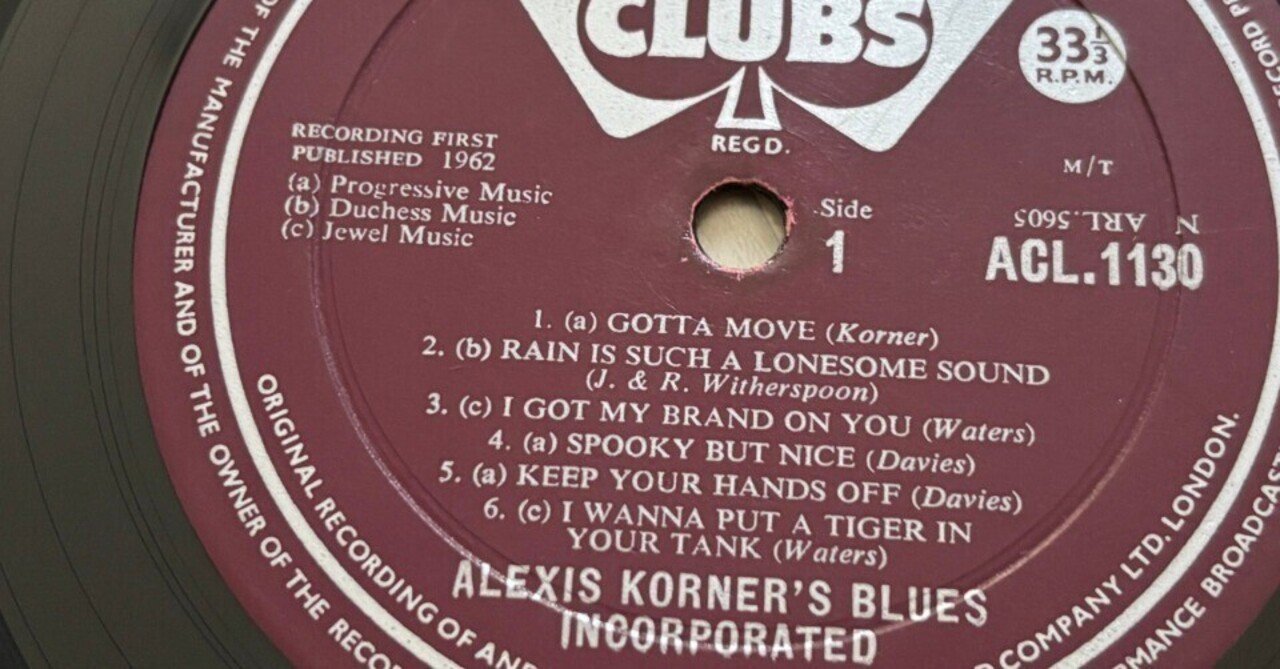 CLUBS
REGD.
33⅓
R.P.M.
RECORDING FIRST
PUBLISHED 1962
(a) Progressive Music
(b) Duchess Music
(c) Jewel Music
Side
1
M/T
N ARL.5605
ACL.1130
1. (a) GOTTA MOVE (Korner)
2. (b) RAIN IS SUCH A LONESOME SOUND
(J. & R. Witherspoon)
3. (c) I GOT MY BRAND ON YOU (Waters)
4. (a) SPOOKY BUT NICE (Davies)
5. (a) KEEP YOUR HANDS OFF (Davies)
6. (c) I WANNA PUT A TIGER IN
YOUR TANK (Waters)
ALEXIS KORNER'S BLUES
INCORPORATED
OF THE MANUFACTURER AND OF THE OWNER OF THE
ORIGINAL RECORDING OF
COMPANY LTD. LONDON.